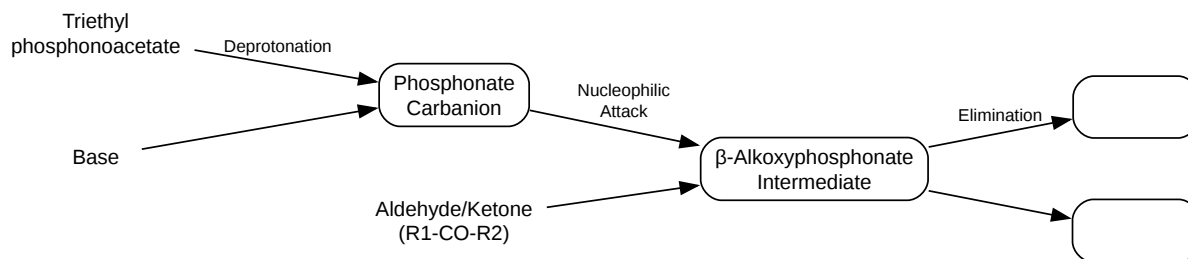 Triethyl
phosphonoacetate
Deprotonation
Base
Phosphonate
Carbanion
Nucleophilic
Attack
Aldehyde/Ketone
(R1-CO-R2)
β-Alkoxyphosphonate
Intermediate
Elimination